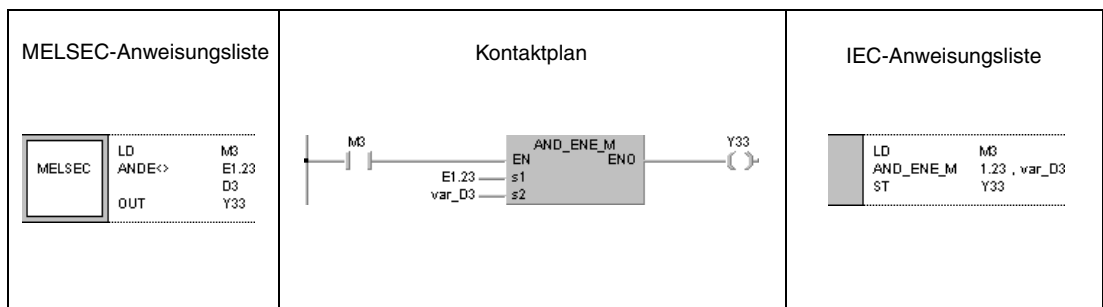 MELSEC-Anweisungsliste
MELSEC
LD M3
ANDE<> E1.23
D3
OUT Y33
Kontaktplan
M3
AND_ENE_M
Y33
EN ENO
E1.23 s1
var_D3 s2
IEC-Anweisungsliste
LD M3
AND_ENE_M 1.23 , var_D3
ST Y33